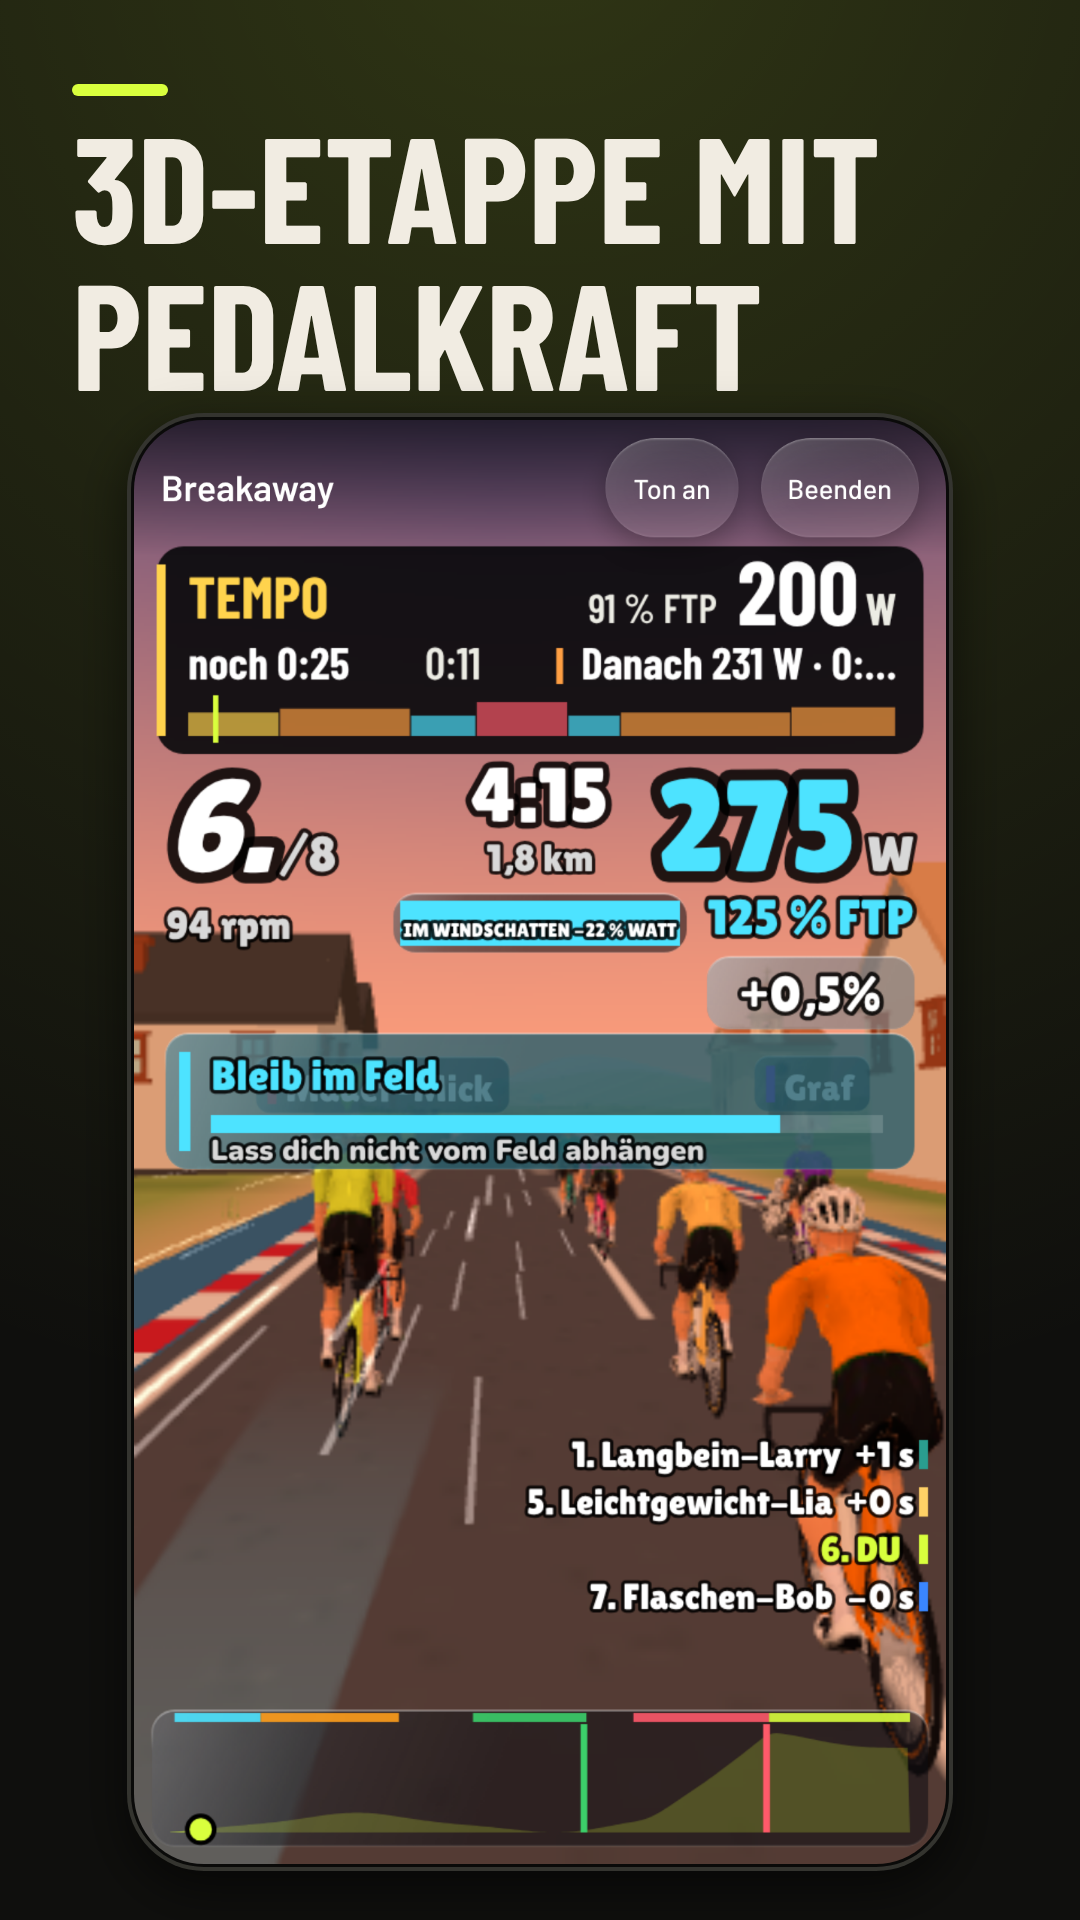 3D-ETAPPE MIT
PEDALKRAFT
Breakaway
Ton an
Beenden
TEMPO
91 % FTP 200 W
noch 0:25
0:11
Danach 231 W · 0:...
6./8
4:15
275 W
1,8 km
94 rpm
IM WINDSCHATTEN -22 % WATT
125 % FTP
+0,5%
Bleib im Feld
Graf
Lass dich nicht vom Feld abhängen
1. Langbein-Larry +1 s
5. Leichtgewicht-Lia +0 s
6. DU
7. Flaschen-Bob -0 s